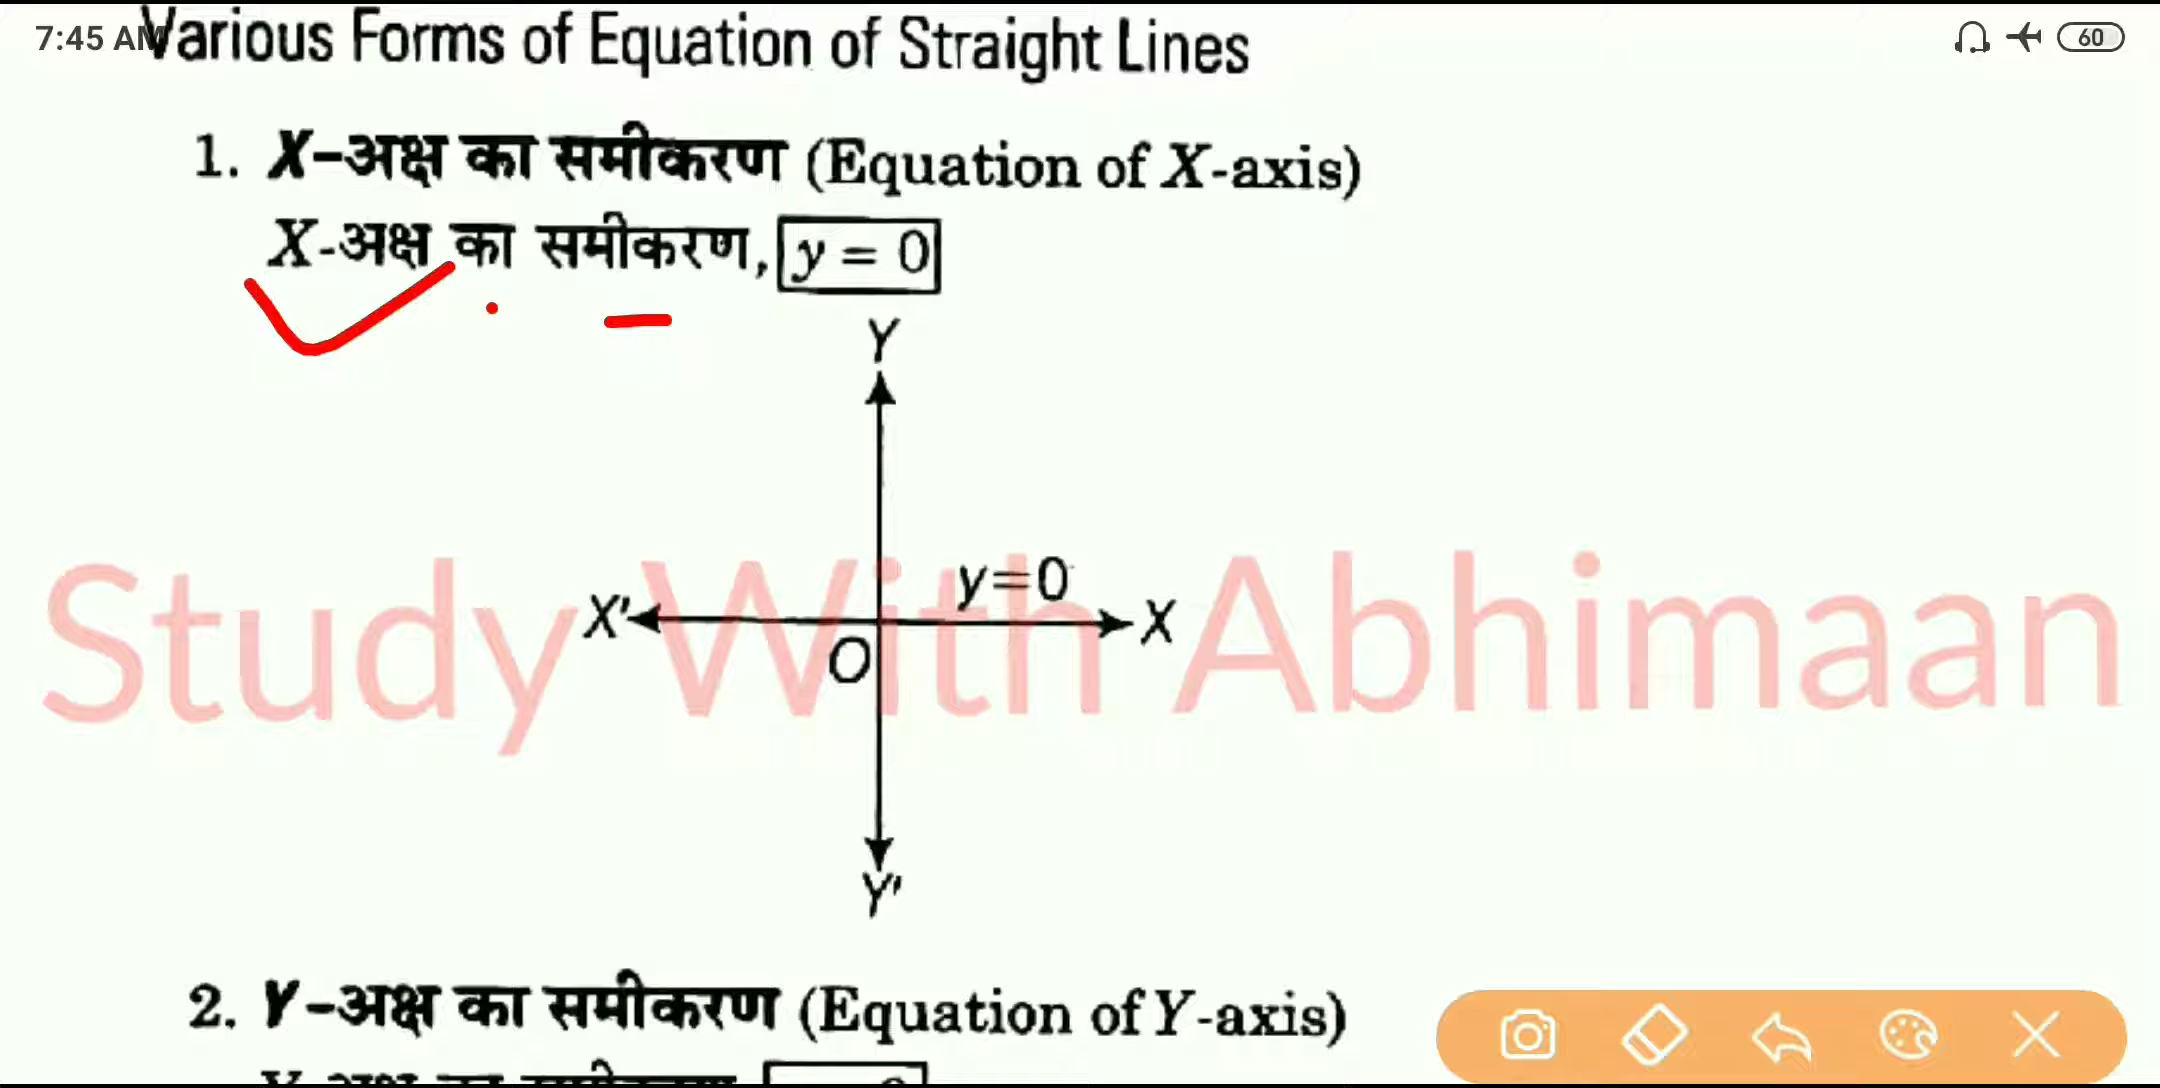 7:45 AM
60
Various Forms of Equation of Straight Lines
1. X-अक्ष का समीकरण (Equation of X-axis)
X-अक्ष का समीकरण, y = 0
Y
y=0
X'
X
O
Study With Abhimaan
Y'
2. Y-अक्ष का समीकरण (Equation of Y-axis)